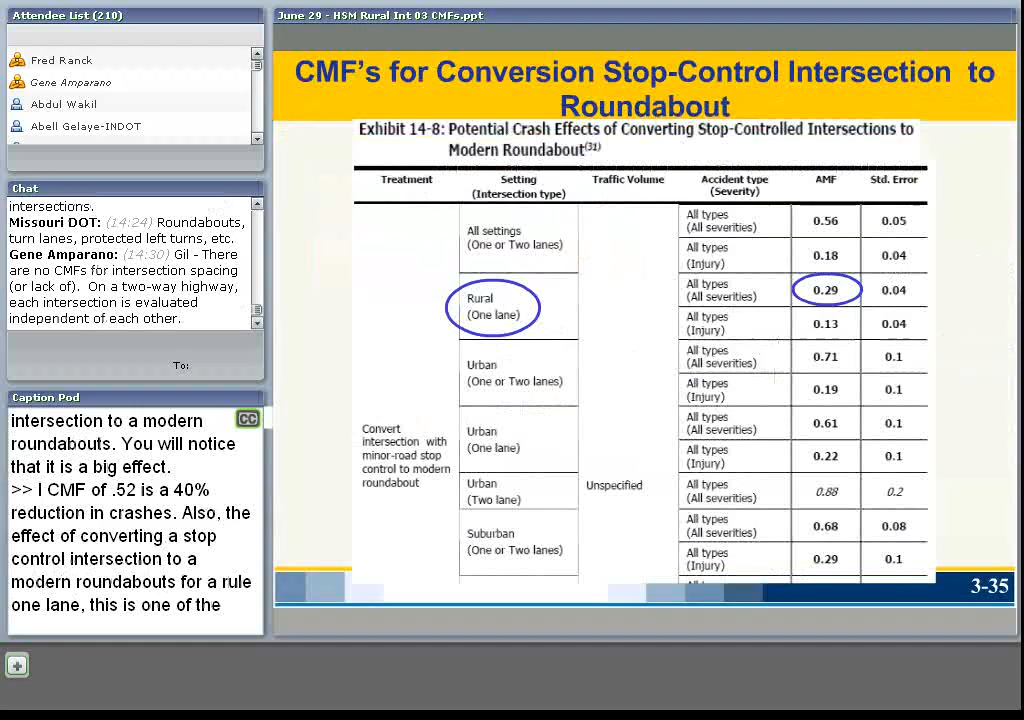 Attendee List (210)
Fred Ranck
Gene Amparano
Abdul Wakil
Abell Gelaye-INDOT
Chat
intersections.
Missouri DOT: (14:24) Roundabouts,
turn lanes, protected left turns, etc.
Gene Amparano: (14:30) Gil - There
are no CMFs for intersection spacing
(or lack of). On a two-way highway,
each intersection is evaluated
independent of each other.
To:
Caption Pod
intersection to a modern
roundabouts. You will notice
that it is a big effect.
>> I CMF of .52 is a 40%
reduction in crashes. Also, the
effect of converting a stop
control intersection to a
modern roundabouts for a rule
one lane, this is one of the
CC
June 29 - HSM Rural Int 03 CMFs.ppt
CMF's for Conversion Stop-Control Intersection to
Roundabout
Exhibit 14-8: Potential Crash Effects of Converting Stop-Controlled Intersections to
Modern Roundabout(31)
Treatment Setting (Intersection type) Traffic Volume Accident type (Severity) AMF Std. Error
Convert
intersection with
minor-road stop
control to modern
roundabout
Unspecified
All settings
(One or Two lanes)
All types
(All severities) 0.56 0.05
All types
(Injury) 0.18 0.04
Rural
(One lane)
All types
(All severities) 0.29 0.04
All types
(Injury) 0.13 0.04
Urban
(One or Two lanes)
All types
(All severities) 0.71 0.1
All types
(Injury) 0.19 0.1
Urban
(One lane)
All types
(All severities) 0.61 0.1
All types
(Injury) 0.22 0.1
Urban
(Two lane)
All types
(All severities) 0.88 0.2
Suburban
(One or Two lanes)
All types
(All severities) 0.68 0.08
All types
(Injury) 0.29 0.1
3-35